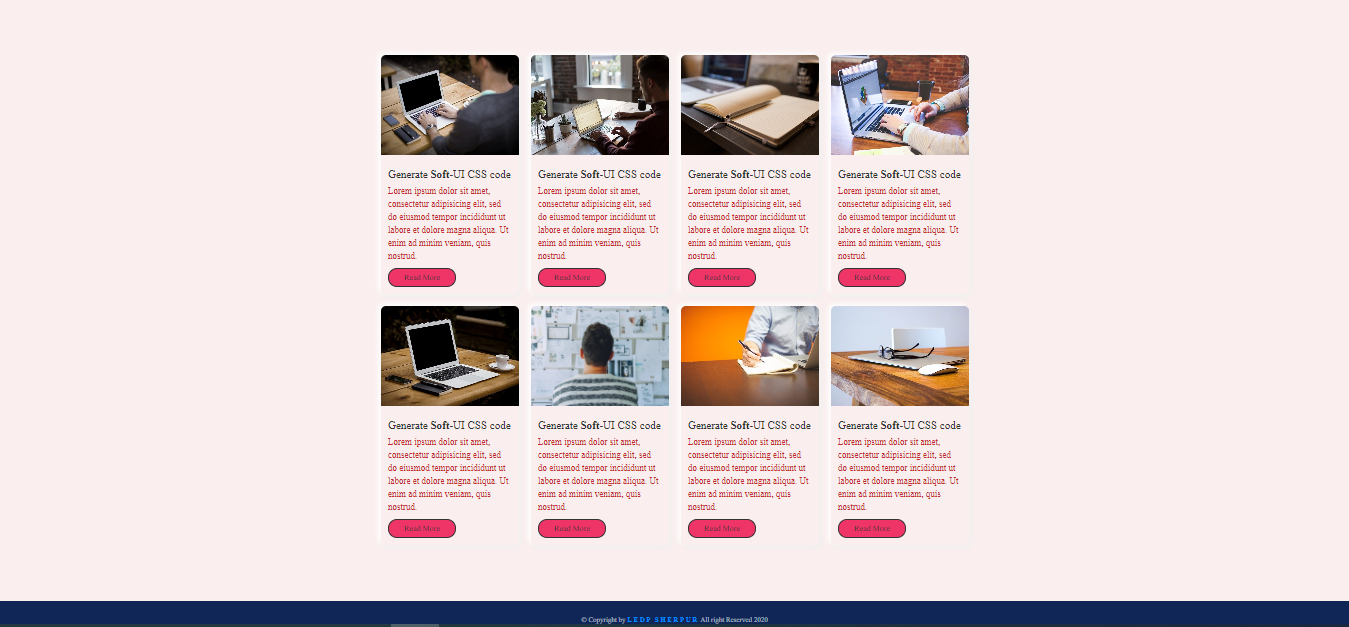 Generate Soft-UI CSS code
Lorem ipsum dolor sit amet,
consectetur adipisicing elit, sed
do eiusmod tempor incididunt ut
labore et dolore magna aliqua. Ut
enim ad minim veniam, quis
nostrud.
Read More
Generate Soft-UI CSS code
Lorem ipsum dolor sit amet,
consectetur adipisicing elit, sed
do eiusmod tempor incididunt ut
labore et dolore magna aliqua. Ut
enim ad minim veniam, quis
nostrud.
Read More
Generate Soft-UI CSS code
Lorem ipsum dolor sit amet,
consectetur adipisicing elit, sed
do eiusmod tempor incididunt ut
labore et dolore magna aliqua. Ut
enim ad minim veniam, quis
nostrud.
Read More
Generate Soft-UI CSS code
Lorem ipsum dolor sit amet,
consectetur adipisicing elit, sed
do eiusmod tempor incididunt ut
labore et dolore magna aliqua. Ut
enim ad minim veniam, quis
nostrud.
Read More
Generate Soft-UI CSS code
Lorem ipsum dolor sit amet,
consectetur adipisicing elit, sed
do eiusmod tempor incididunt ut
labore et dolore magna aliqua. Ut
enim ad minim veniam, quis
nostrud.
Read More
Generate Soft-UI CSS code
Lorem ipsum dolor sit amet,
consectetur adipisicing elit, sed
do eiusmod tempor incididunt ut
labore et dolore magna aliqua. Ut
enim ad minim veniam, quis
nostrud.
Read More
Generate Soft-UI CSS code
Lorem ipsum dolor sit amet,
consectetur adipisicing elit, sed
do eiusmod tempor incididunt ut
labore et dolore magna aliqua. Ut
enim ad minim veniam, quis
nostrud.
Read More
Generate Soft-UI CSS code
Lorem ipsum dolor sit amet,
consectetur adipisicing elit, sed
do eiusmod tempor incididunt ut
labore et dolore magna aliqua. Ut
enim ad minim veniam, quis
nostrud.
Read More
© Copyright by LEDP SHERPUR All right Reserved 2020